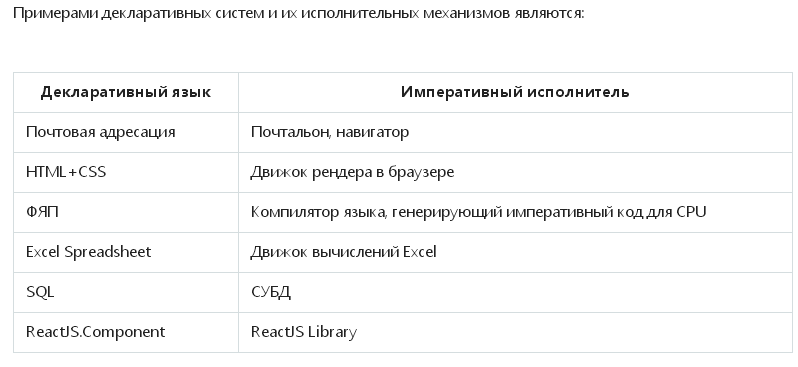 Примерами декларативных систем и их исполнительных механизмов являются:
Декларативный язык Императивный исполнитель
Почтовая адресация Почтальон, навигатор
HTML+CSS Движок рендера в браузере
ФЯП Компилятор языка, генерирующий императивный код для CPU
Excel Spreadsheet Движок вычислений Excel
SQL СУБД
ReactJS.Component ReactJS Library